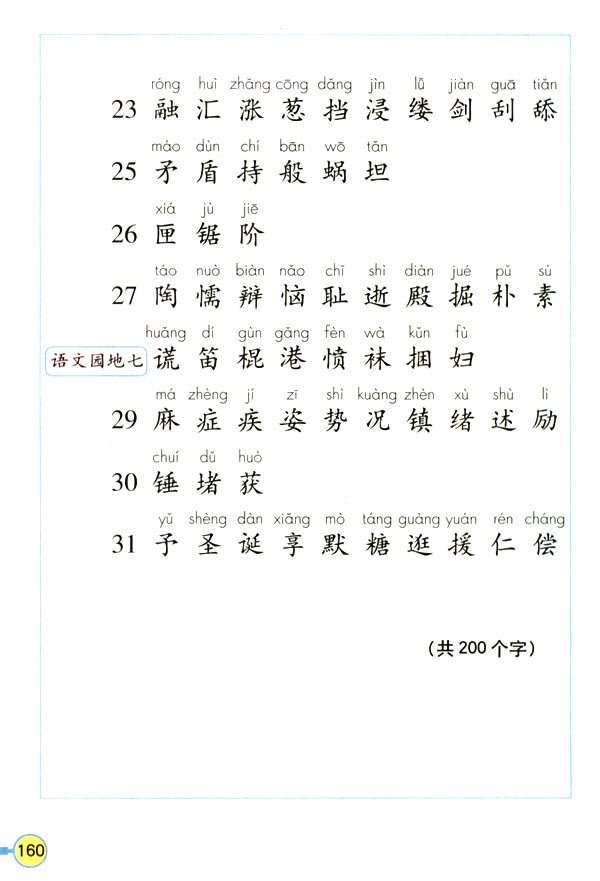 róng huì zhǎng cōng dǎng jìn lǚ jiàn guā tiǎn
23 融 汇 涨 葱 挡 浸 缕 剑 刮 舔
máo dùn chí bān wō tǎn
25 矛 盾 持 般 蜗 坦
xiá jù jiē
26 匣 锯 阶
táo nuò biàn nǎo chǐ shì diàn jué pǔ sù
27 陶 懦 辩 恼 耻 逝 殿 掘 朴 素
huǎng dí gùn gǎng fèn wà kǔn fù
语文园地七 谎 笛 棍 港 愤 袜 捆 妇
má zhèng jí zī shì kuàng zhèn xù shù lì
29 麻 症 疾 姿 势 况 镇 绪 述 励
chuí dǔ huò
30 锤 堵 获
yǔ shèng dàn xiǎng mò táng guàng yuán rén cháng
31 予 圣 诞 享 默 糖 逛 援 仁 偿
（共 200 个字）
160